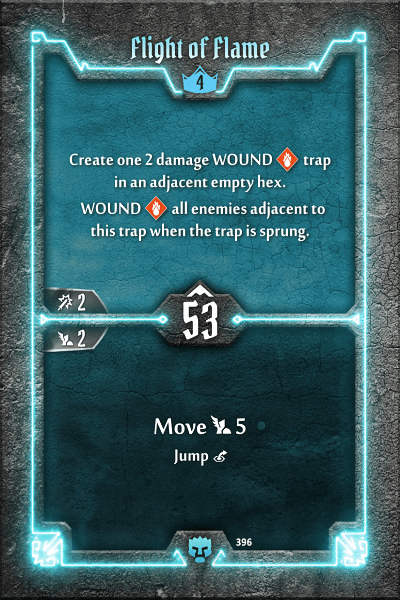 Flight of Flame
4
Create one 2 damage WOUND trap
in an adjacent empty hex.
WOUND all enemies adjacent to
this trap when the trap is sprung.
2
53
2
Move 5
Jump
396